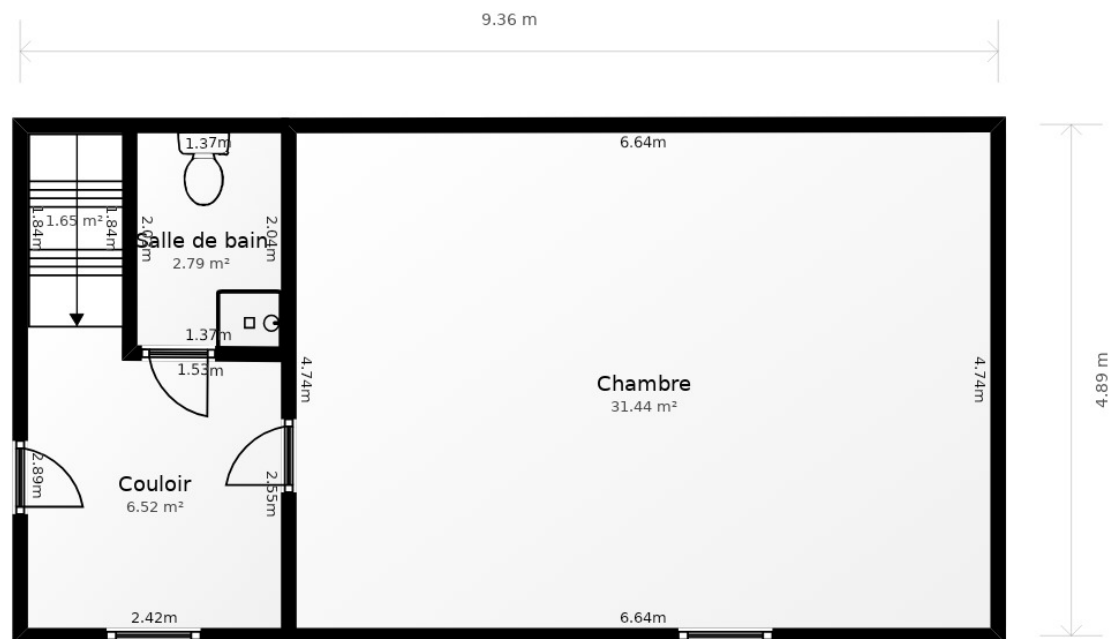 9.36 m
1.37m
6.64m
1.84m
1.65 m²
1.84m
2.04m
Salle de bain
2.04m
2.79 m²
1.37m
1.53m
4.74m
Chambre
31.44 m²
4.74m
4.89 m
2.89m
Couloir
6.52 m²
2.55m
2.42m
6.64m